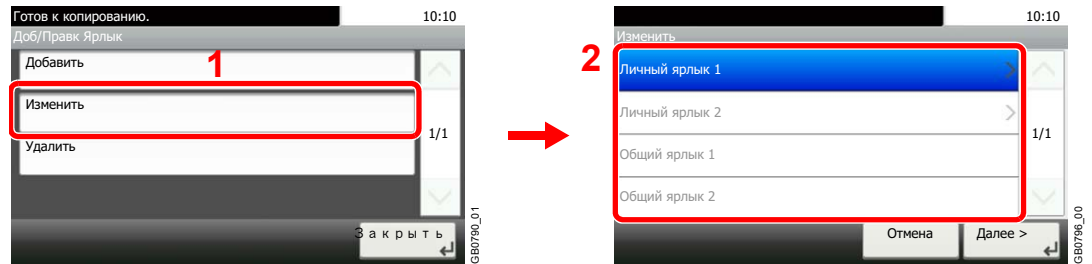 Готов к копированию.
10:10
Доб/Правк Ярлык
Добавить
1
Изменить
1/1
Удалить
Закрыть
GB0790_01
10:10
Изменить
2
Личный ярлык 1
Личный ярлык 2
1/1
Общий ярлык 1
Общий ярлык 2
Отмена
Далее >
GB0796_00